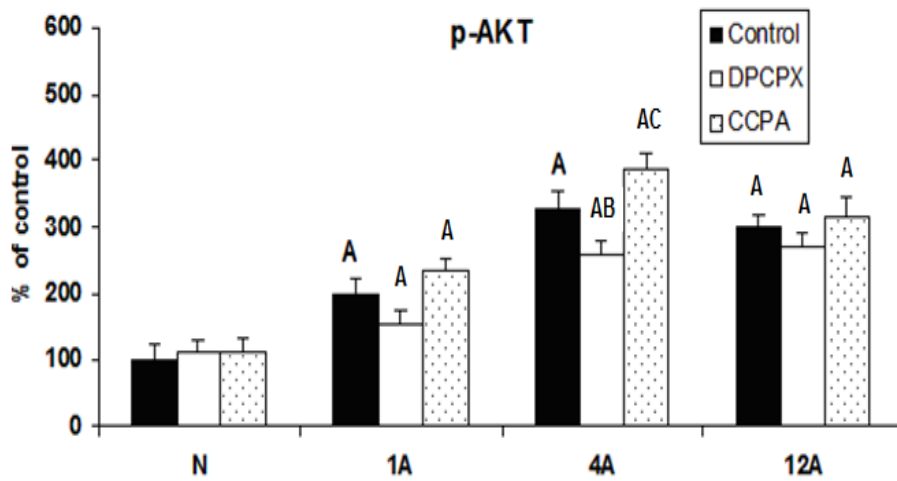 p-AKT
Control
DPCPX
CCPA
% of control
600
500
400
300
200
100
0
A
A
A
A
AB
AC
A
A
A
N
1A
4A
12A